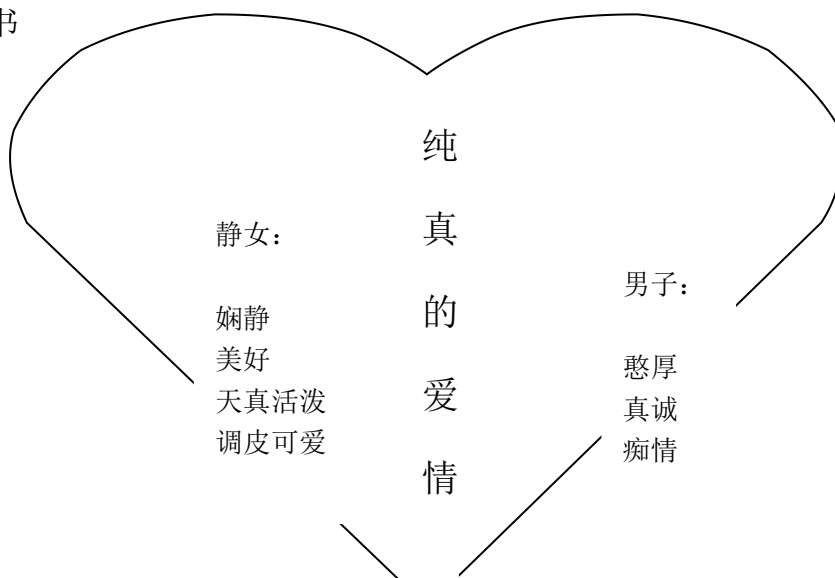 书
纯
真
的
爱
情
静女：
娴静
美好
天真活泼
调皮可爱
男子：
憨厚
真诚
痴情